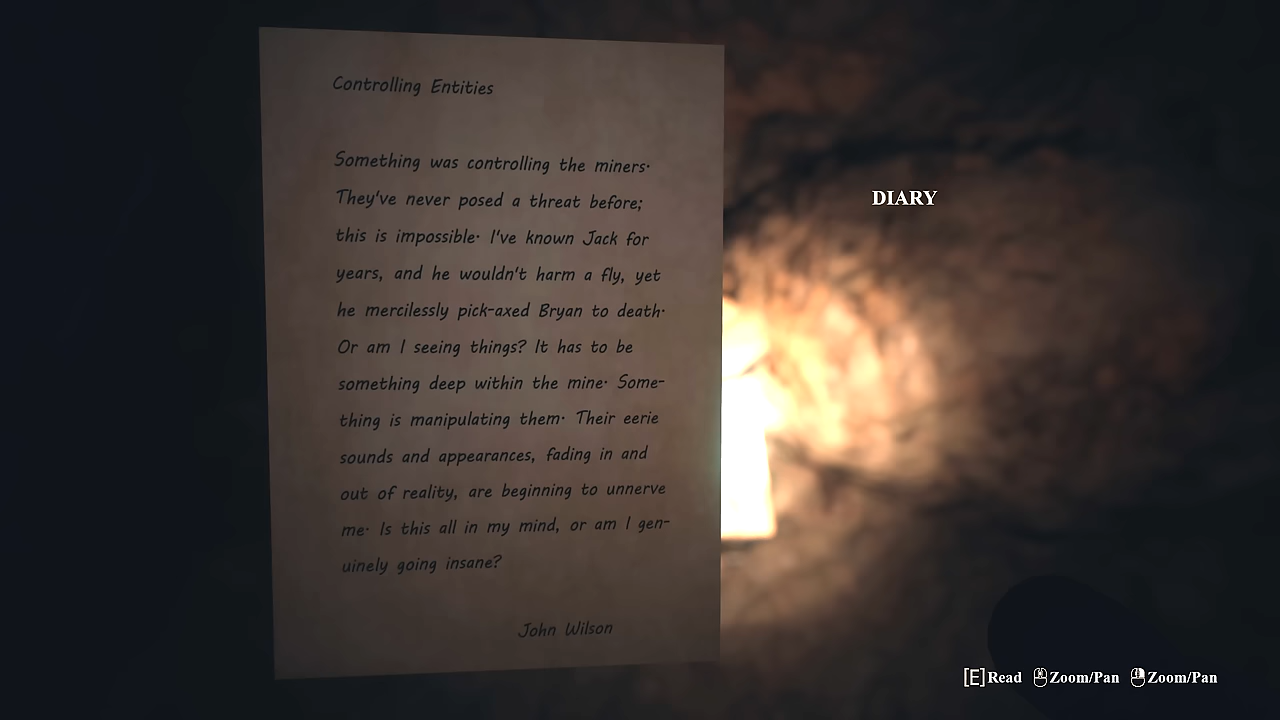 Controlling Entities
Something was controlling the miners.
They've never posed a threat before;
this is impossible. I've known Jack for
years, and he wouldn't harm a fly, yet
he mercilessly pick-axed Bryan to death.
Or am I seeing things? It has to be
something deep within the mine. Some-
thing is manipulating them. Their eerie
sounds and appearances, fading in and
out of reality, are beginning to unnerve
me. Is this all in my mind, or am I gen-
uinely going insane?
John Wilson
DIARY
[E]Read Zoom/Pan Zoom/Pan